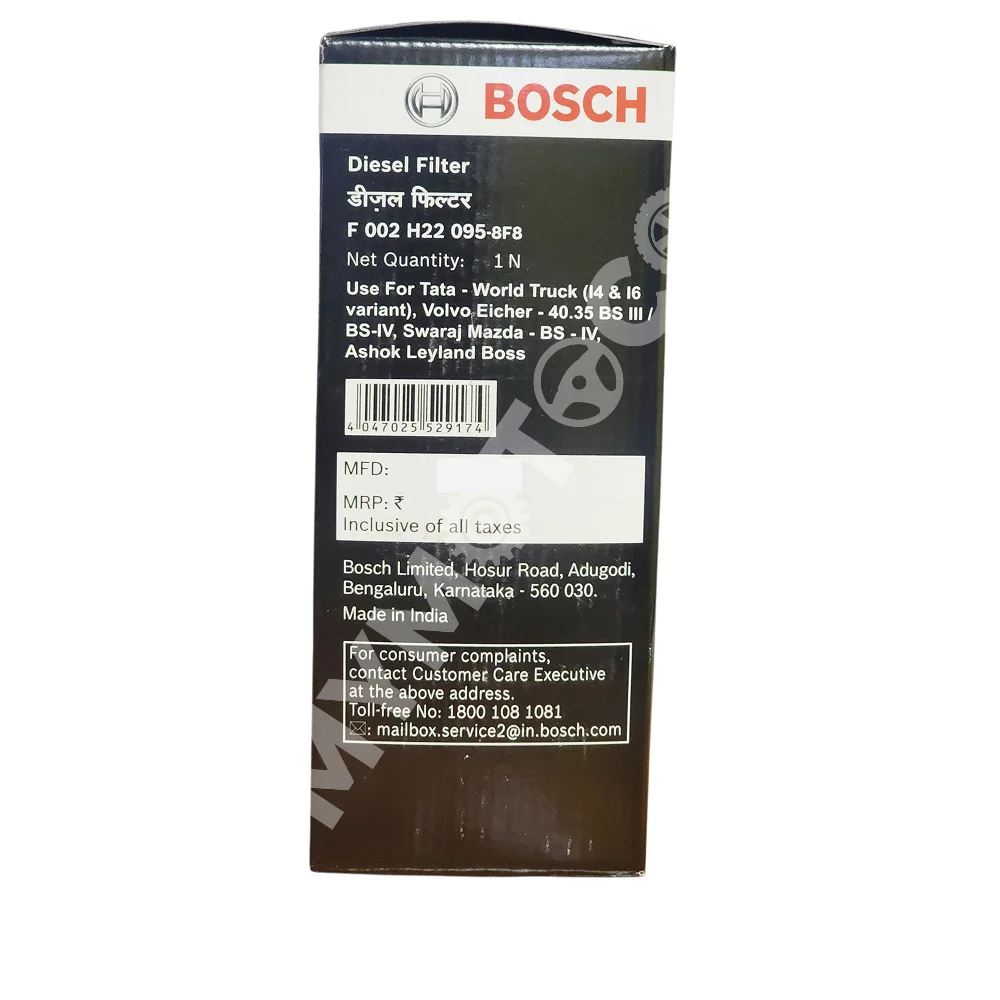 BOSCH
Diesel Filter
डीज़ल फिल्टर
F 002 H22 095-8F8
Net Quantity: 1 N
Use For Tata - World Truck (I4 & I6
variant), Volvo Eicher - 40.35 BS III /
BS-IV, Swaraj Mazda - BS - IV,
Ashok Leyland Boss
4 047025 529174
MFD:
MRP: ₹
Inclusive of all taxes
Bosch Limited, Hosur Road, Adugodi,
Bengaluru, Karnataka - 560 030.
Made in India
For consumer complaints,
contact Customer Care Executive
at the above address.
Toll-free No: 1800 108 1081
✉: mailbox.service2@in.bosch.com
MYMOTOCO